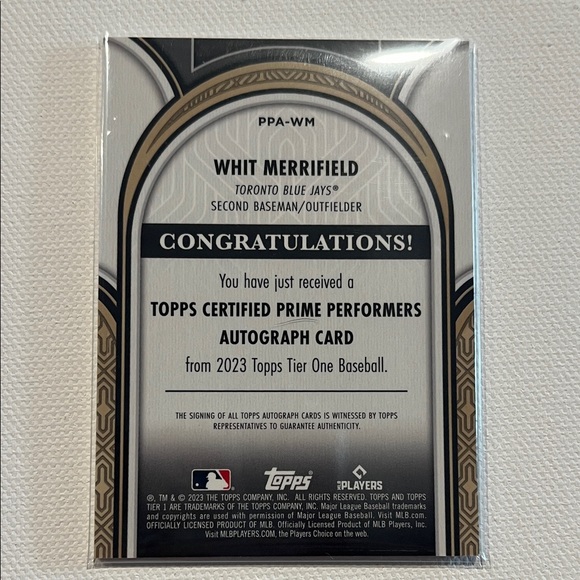 PPA-WM
WHIT MERRIFIELD
TORONTO BLUE JAYS®
SECOND BASEMAN/OUTFIELDER
CONGRATULATIONS!
You have just received a
TOPPS CERTIFIED PRIME PERFORMERS
AUTOGRAPH CARD
from 2023 Topps Tier One Baseball.
THE SIGNING OF ALL TOPPS AUTOGRAPH CARDS IS WITNESSED BY TOPPS
REPRESENTATIVES TO GUARANTEE AUTHENTICITY.
topps MLB PLAYERS
®, TM & © 2023 THE TOPPS COMPANY, INC. ALL RIGHTS RESERVED. TOPPS AND TOPPS
TIER 1 ARE TRADEMARKS OF THE TOPPS COMPANY, INC. Major League Baseball trademarks
and copyrights are used with permission of Major League Baseball. Visit MLB.com.
OFFICIALLY LICENSED PRODUCT OF MLB. Officially Licensed Product of MLB Players, Inc.
Visit MLBPLAYERS.COM, the Players Choice on the web.